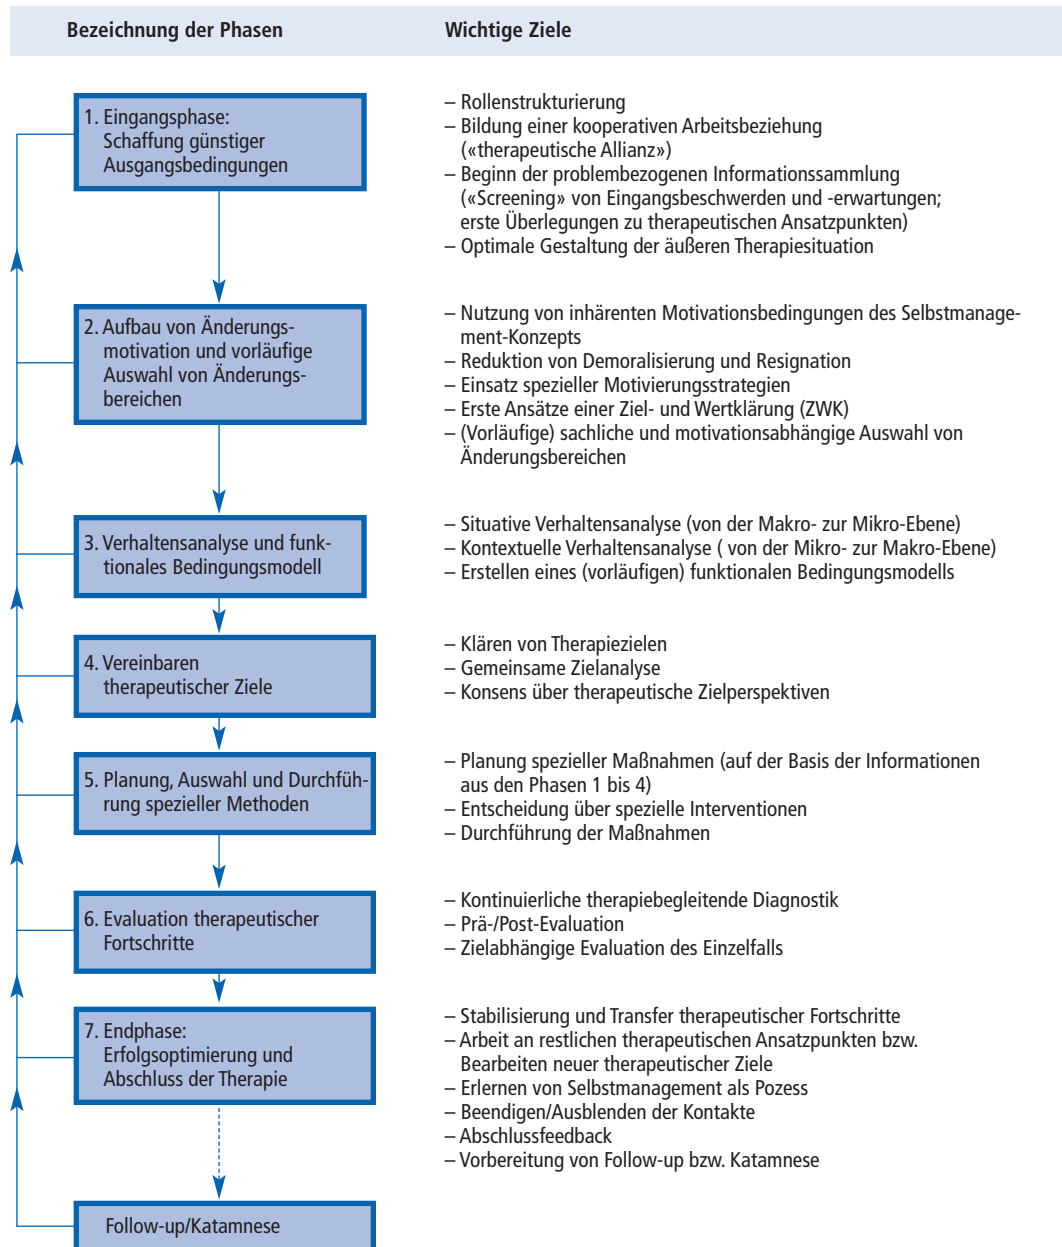 Bezeichnung der Phasen
Wichtige Ziele
1. Eingangsphase:
Schaffung günstiger
Ausgangsbedingungen
– Rollenstrukturierung
– Bildung einer kooperativen Arbeitsbeziehung
(«therapeutische Allianz»)
– Beginn der problembezogenen Informationssammlung
(«Screening» von Eingangsbeschwerden und -erwartungen;
erste Überlegungen zu therapeutischen Ansatzpunkten)
– Optimale Gestaltung der äußeren Therapiesituation
2. Aufbau von Änderungs-
motivation und vorläufige
Auswahl von Änderungs-
bereichen
– Nutzung von inhärenten Motivationsbedingungen des Selbstmanage-
ment-Konzepts
– Reduktion von Demoralisierung und Resignation
– Einsatz spezieller Motivierungsstrategien
– Erste Ansätze einer Ziel- und Wertklärung (ZWK)
– (Vorläufige) sachliche und motivationsabhängige Auswahl von
Änderungsbereichen
3. Verhaltensanalyse und funk-
tionales Bedingungsmodell
– Situative Verhaltensanalyse (von der Makro- zur Mikro-Ebene)
– Kontextuelle Verhaltensanalyse ( von der Mikro- zur Makro-Ebene)
– Erstellen eines (vorläufigen) funktionalen Bedingungsmodells
4. Vereinbaren
therapeutischer Ziele
– Klären von Therapiezielen
– Gemeinsame Zielanalyse
– Konsens über therapeutische Zielperspektiven
5. Planung, Auswahl und Durchfüh-
rung spezieller Methoden
– Planung spezieller Maßnahmen (auf der Basis der Informationen
aus den Phasen 1 bis 4)
– Entscheidung über spezielle Interventionen
– Durchführung der Maßnahmen
6. Evaluation therapeutischer
Fortschritte
– Kontinuierliche therapiebegleitende Diagnostik
– Prä-/Post-Evaluation
– Zielabhängige Evaluation des Einzelfalls
7. Endphase:
Erfolgsoptimierung und
Abschluss der Therapie
– Stabilisierung und Transfer therapeutischer Fortschritte
– Arbeit an restlichen therapeutischen Ansatzpunkten bzw.
Bearbeiten neuer therapeutischer Ziele
– Erlernen von Selbstmanagement als Pozess
– Beendigen/Ausblenden der Kontakte
– Abschlussfeedback
– Vorbereitung von Follow-up bzw. Katamnese
Follow-up/Katamnese